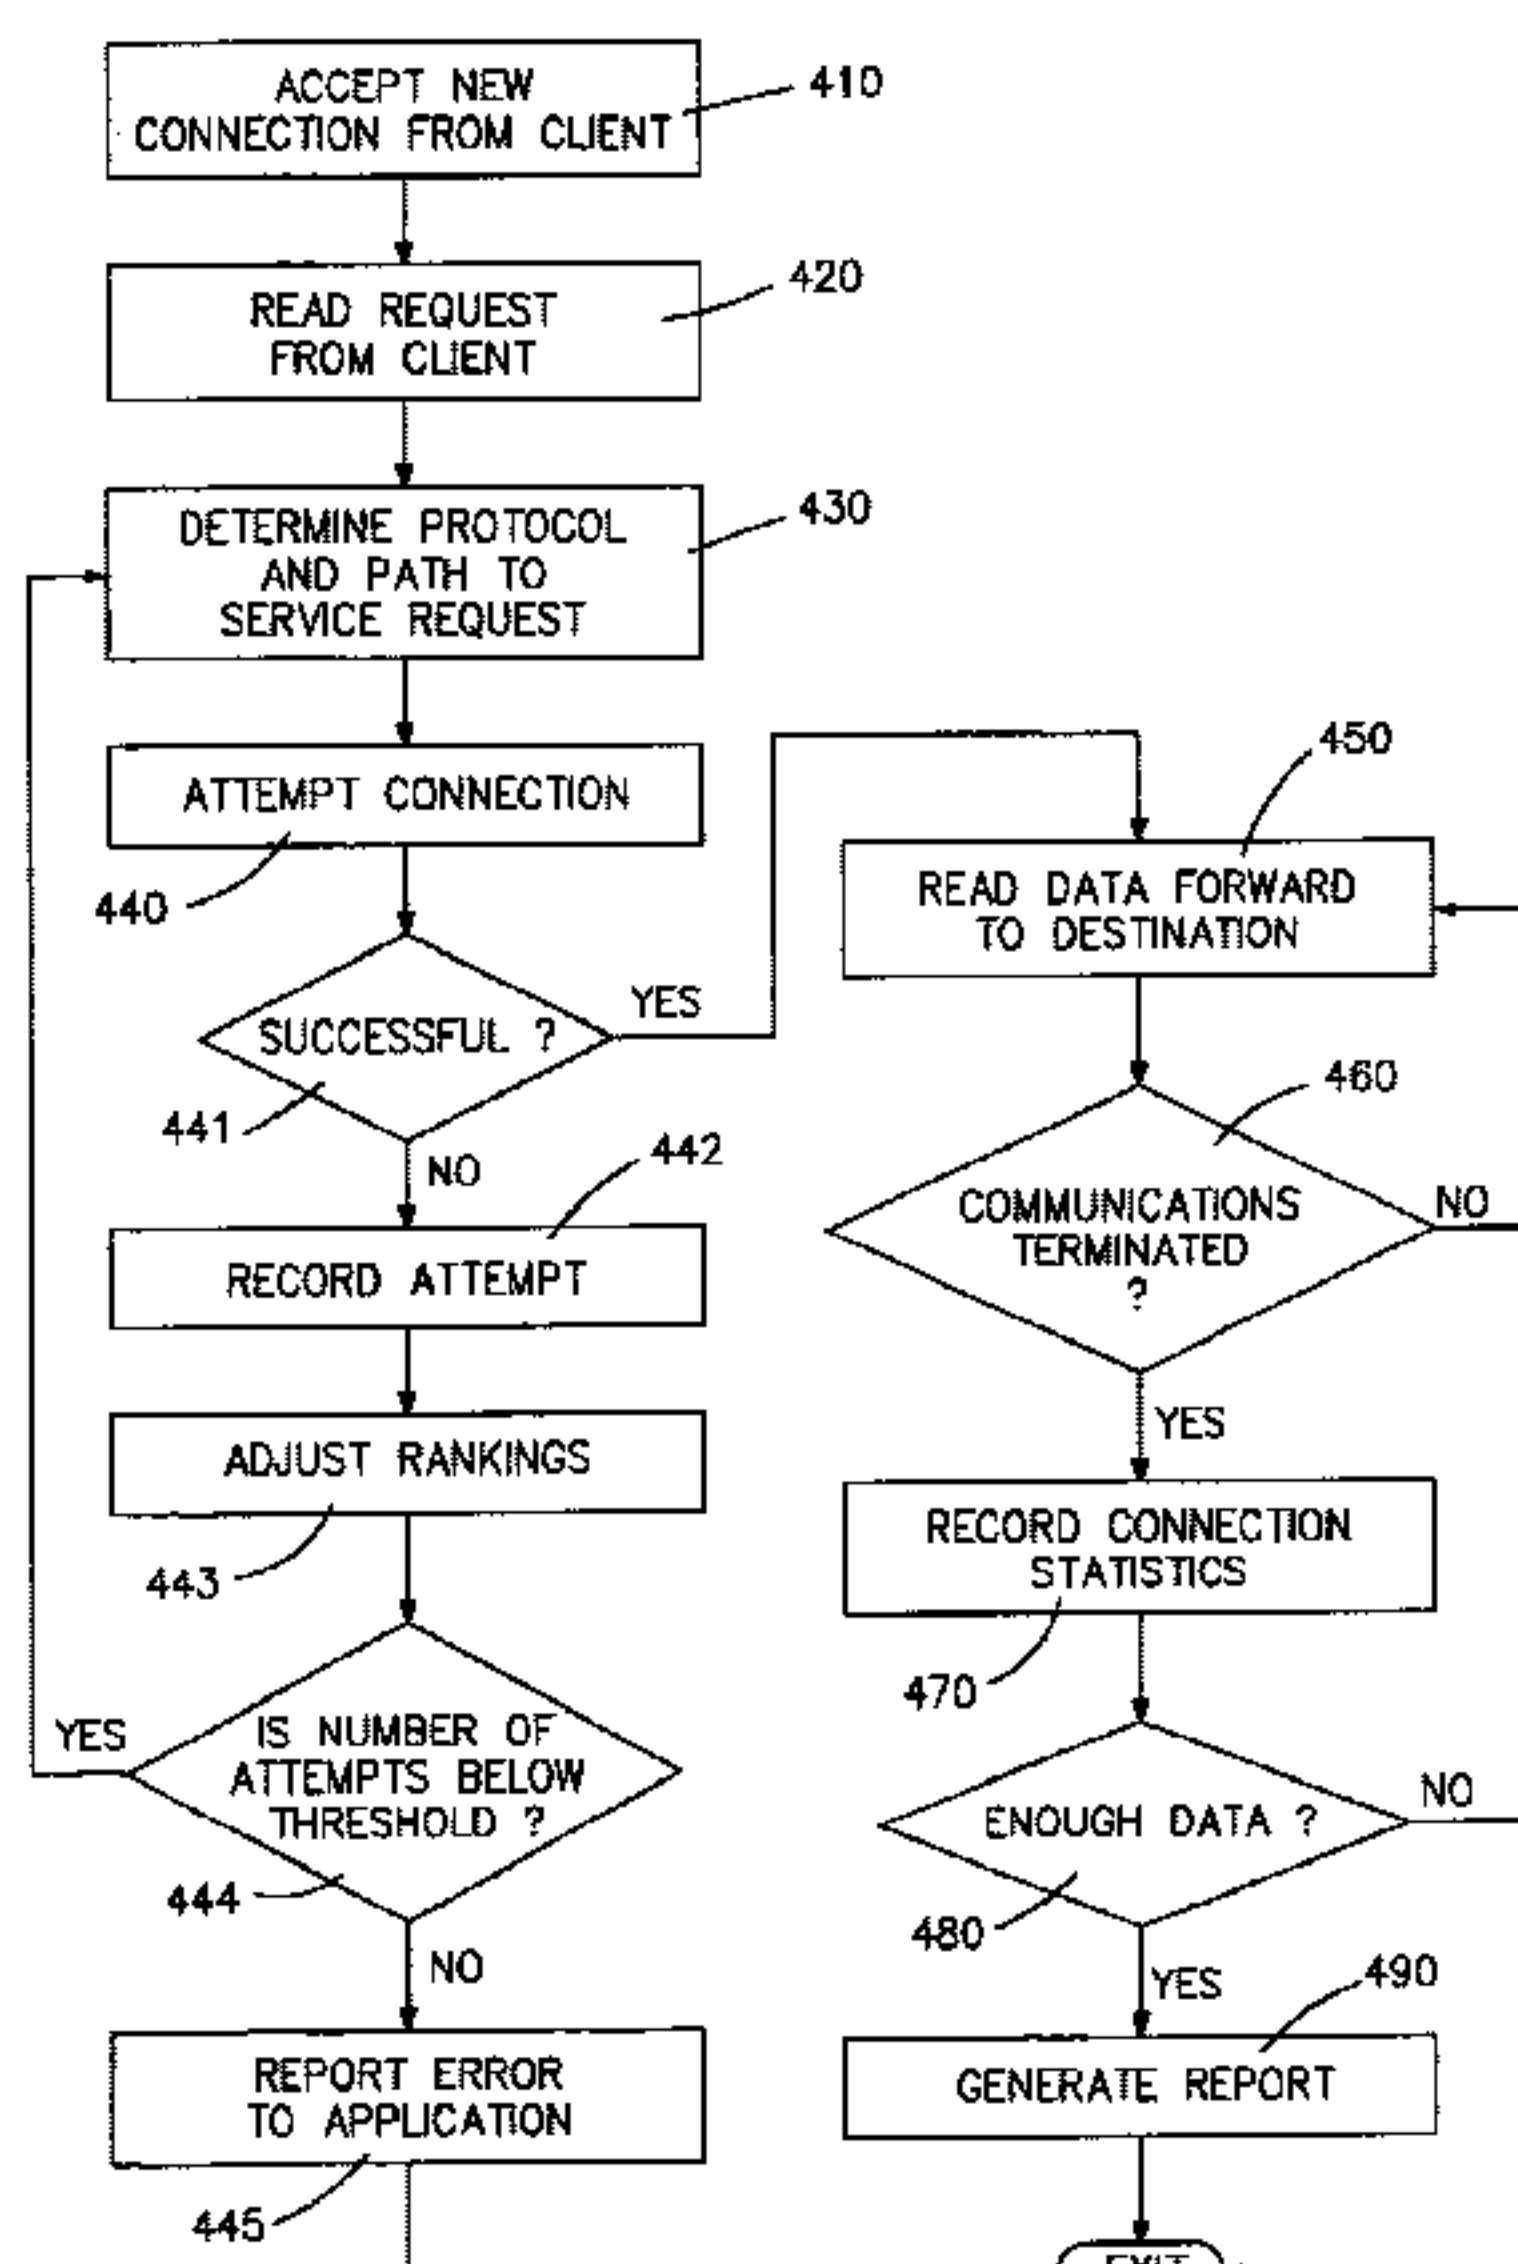 ACCEPT NEW
CONNECTION FROM CLIENT
410
READ REQUEST
FROM CLIENT
420
DETERMINE PROTOCOL
AND PATH TO
SERVICE REQUEST
430
ATTEMPT CONNECTION
440
SUCCESSFUL ?
YES
441
NO
442
RECORD ATTEMPT
ADJUST RANKINGS
443
IS NUMBER OF
ATTEMPTS BELOW
THRESHOLD ?
YES
444
NO
REPORT ERROR
TO APPLICATION
445
450
READ DATA FORWARD
TO DESTINATION
460
COMMUNICATIONS
TERMINATED
?
NO
YES
RECORD CONNECTION
STATISTICS
470
ENOUGH DATA ?
NO
480
YES
490
GENERATE REPORT
EXIT